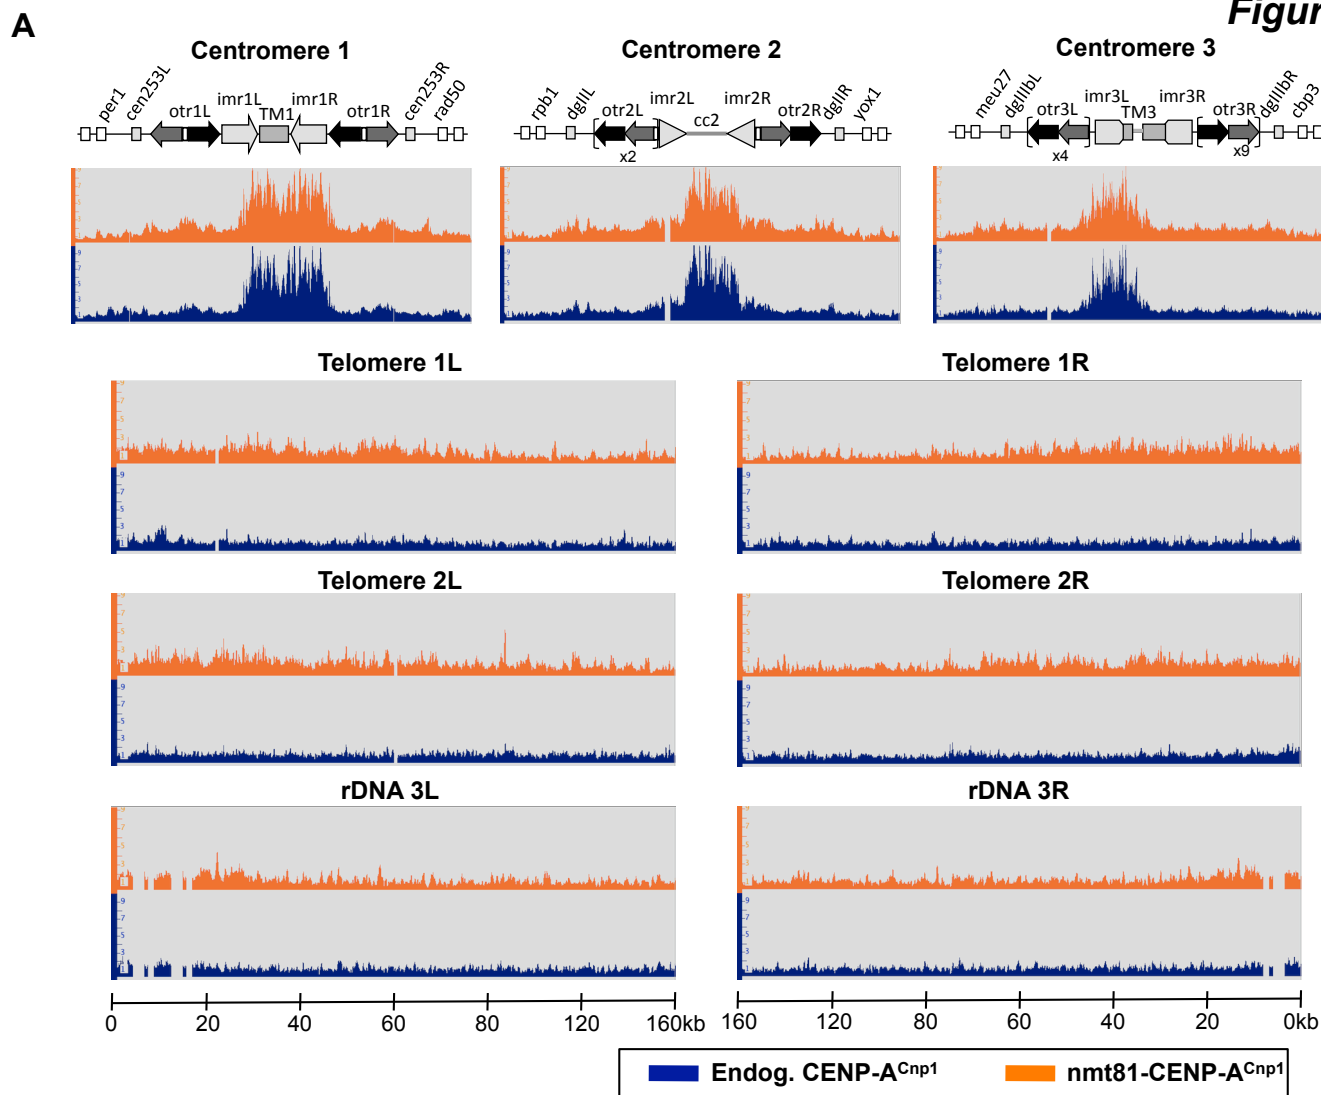 A
Figur
Centromere 1
Centromere 2
Centromere 3
per1 cen253L otr1L imr1L TM1 imr1R otr1R cen253R rad50
rpb1 dgIIL otr2L imr2L cc2 imr2R otr2R dgIIR yox1
x2
meu27 dgIIIbL otr3L imr3L TM3 imr3R otr3R dgIIIbR cbp3
x4 x9
Telomere 1L
Telomere 1R
Telomere 2L
Telomere 2R
rDNA 3L
rDNA 3R
0 20 40 60 80 120 160kb
160 120 80 60 40 20 0kb
Endog. CENP-ACnp1
nmt81-CENP-ACnp1